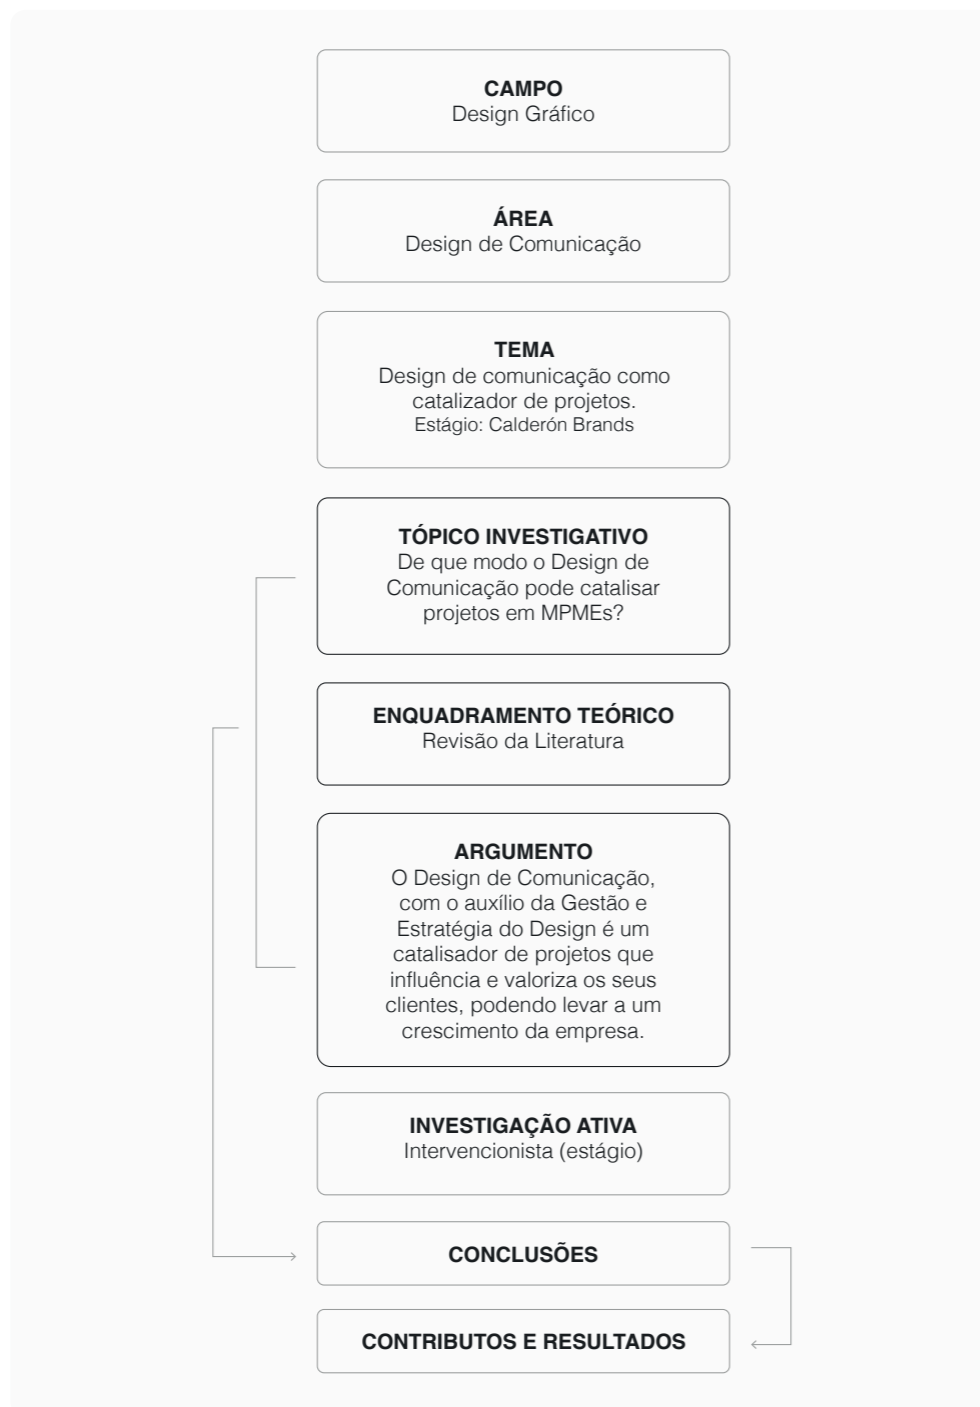 CAMPO
Design Gráfico
ÁREA
Design de Comunicação
TEMA
Design de comunicação como
catalizador de projetos.
Estágio: Calderón Brands
TÓPICO INVESTIGATIVO
De que modo o Design de
Comunicação pode catalisar
projetos em MPMEs?
ENQUADRAMENTO TEÓRICO
Revisão da Literatura
ARGUMENTO
O Design de Comunicação,
com o auxílio da Gestão e
Estratégia do Design é um
catalisador de projetos que
influência e valoriza os seus
clientes, podendo levar a um
crescimento da empresa.
INVESTIGAÇÃO ATIVA
Intervencionista (estágio)
CONCLUSÕES
CONTRIBUTOS E RESULTADOS